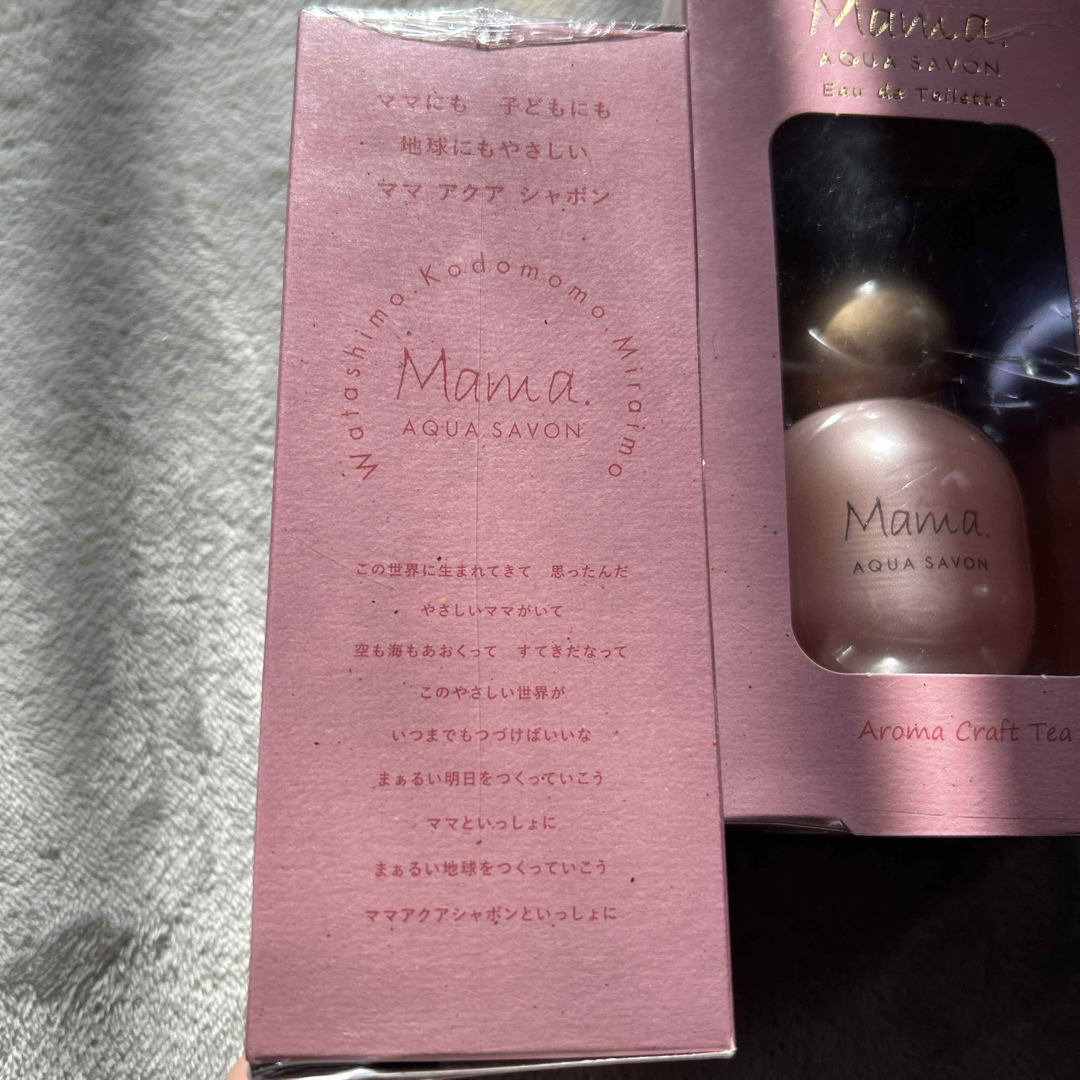 ママにも 子どもにも
地球にもやさしい
ママ アクア シャボン
Watashimo.Kodomomo.Miraimo
Mama.
AQUA SAVON
この世界に生まれてきて 思ったんだ
やさしいママがいて
空も海もあおくって すてきだなって
このやさしい世界が
いつまでもつづけばいいな
まぁるい明日をつくっていこう
ママといっしょに
まぁるい地球をつくっていこう
ママアクアシャボンといっしょに
Mama.
AQUA SAVON
Eau de Toilette
Mama.
AQUA SAVON
Aroma Craft Tea